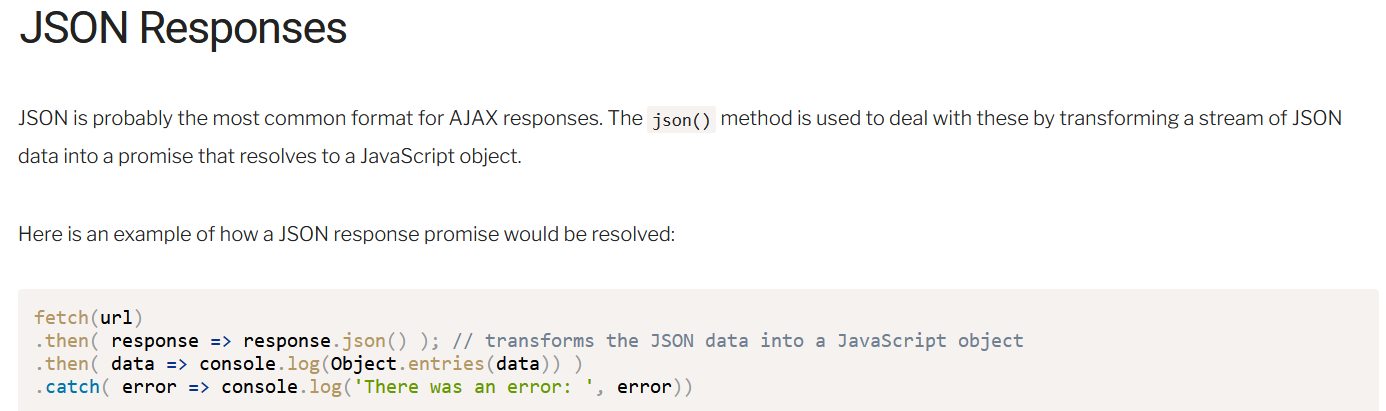 JSON Responses
JSON is probably the most common format for AJAX responses. The json() method is used to deal with these by transforming a stream of JSON
data into a promise that resolves to a JavaScript object.
Here is an example of how a JSON response promise would be resolved:
fetch(url)
.then( response => response.json() ); // transforms the JSON data into a JavaScript object
.then( data => console.log(Object.entries(data)) )
.catch( error => console.log('There was an error: ', error))